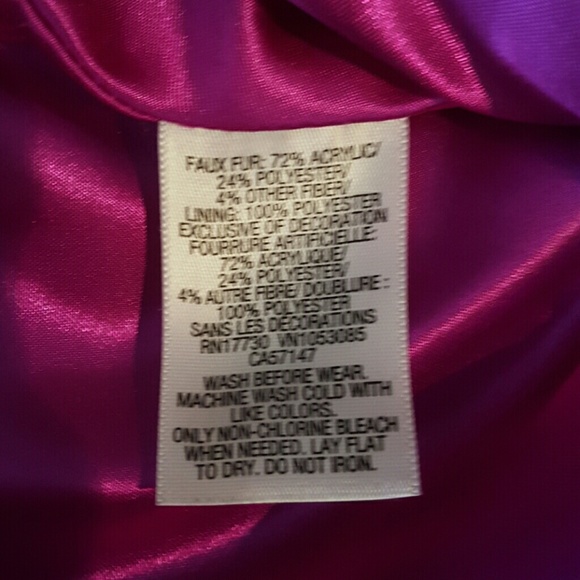 FAUX FUR: 72% ACRYLIC/
24% POLYESTER/
4% OTHER FIBER/
LINING: 100% POLYESTER
EXCLUSIVE OF DECORATION
FOURRURE ARTIFICIELLE:
72% ACRYLIQUE/
24% POLYESTER/
4% AUTRE FIBRE/ DOUBLURE :
100% POLYESTER
SANS LES DÉCORATIONS
RN17730 VN1053085
CA57147
WASH BEFORE WEAR.
MACHINE WASH COLD WITH
LIKE COLORS.
ONLY NON-CHLORINE BLEACH
WHEN NEEDED. LAY FLAT
TO DRY. DO NOT IRON.